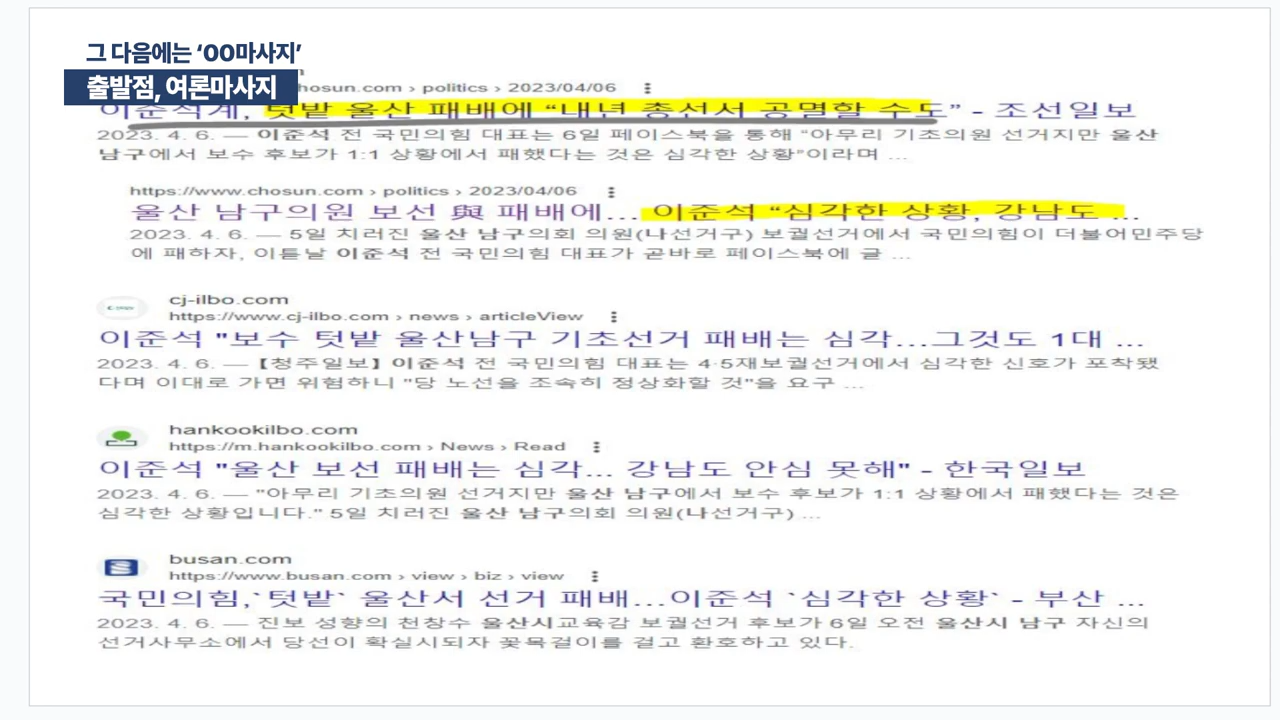 그 다음에는 ‘OO마사지’
출발점, 여론마사지
hosun.com › politics › 2023/04/06
이준석계, 텃밭 울산 패배에 “내년 총선서 공멸할 수도” - 조선일보
2023. 4. 6. — 이준석 전 국민의힘 대표는 6일 페이스북을 통해 “아무리 기초의원 선거지만 울산
남구에서 보수 후보가 1:1 상황에서 패했다는 것은 심각한 상황”이라며 ...
https://www.chosun.com › politics › 2023/04/06
울산 남구의원 보선 與 패배에... 이준석 “심각한 상황, 강남도 ...
2023. 4. 6. — 5일 치러진 울산 남구의회 의원(나선거구) 보궐선거에서 국민의힘이 더불어민주당
에 패하자, 이튿날 이준석 전 국민의힘 대표가 곧바로 페이스북에 글 ...
cj-ilbo.com
https://www.cj-ilbo.com › news › articleView
이준석 "보수 텃밭 울산남구 기초선거 패배는 심각...그것도 1대 ...
2023. 4. 6. — 【청주일보】 이준석 전 국민의힘 대표는 4·5재보궐선거에서 심각한 신호가 포착됐
다며 이대로 가면 위험하니 "당 노선을 조속히 정상화할 것"을 요구 ...
hankookilbo.com
https://m.hankookilbo.com › News › Read
이준석 "울산 보선 패배는 심각... 강남도 안심 못해" - 한국일보
2023. 4. 6. — "아무리 기초의원 선거지만 울산 남구에서 보수 후보가 1:1 상황에서 패했다는 것은
심각한 상황입니다." 5일 치러진 울산 남구의회 의원(나선거구) ...
busan.com
https://www.busan.com › view › biz › view
국민의힘,`텃밭` 울산서 선거 패배...이준석 `심각한 상황` - 부산 ...
2023. 4. 6. — 진보 성향의 천창수 울산시교육감 보궐선거 후보가 6일 오전 울산시 남구 자신의
선거사무소에서 당선이 확실시되자 꽃목걸이를 걸고 환호하고 있다.